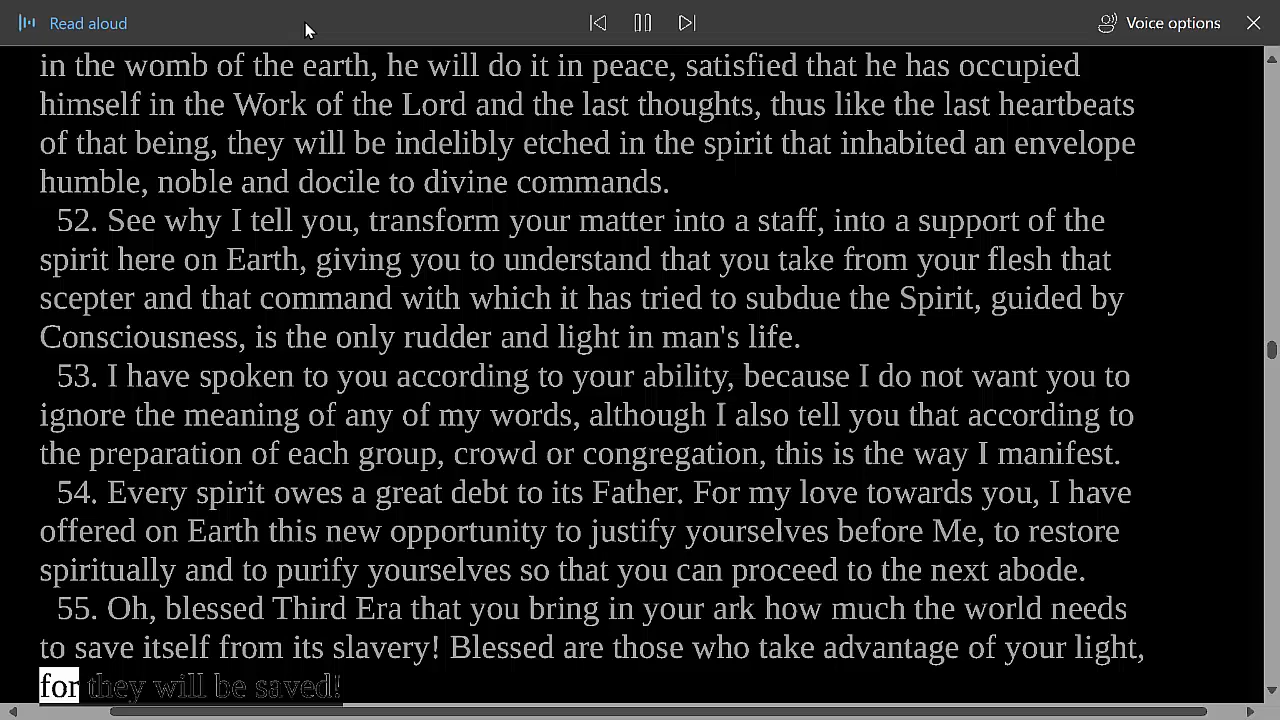 Read aloud
Voice options
in the womb of the earth, he will do it in peace, satisfied that he has occupied
himself in the Work of the Lord and the last thoughts, thus like the last heartbeats
of that being, they will be indelibly etched in the spirit that inhabited an envelope
humble, noble and docile to divine commands.
52. See why I tell you, transform your matter into a staff, into a support of the
spirit here on Earth, giving you to understand that you take from your flesh that
scepter and that command with which it has tried to subdue the Spirit, guided by
Consciousness, is the only rudder and light in man's life.
53. I have spoken to you according to your ability, because I do not want you to
ignore the meaning of any of my words, although I also tell you that according to
the preparation of each group, crowd or congregation, this is the way I manifest.
54. Every spirit owes a great debt to its Father. For my love towards you, I have
offered on Earth this new opportunity to justify yourselves before Me, to restore
spiritually and to purify yourselves so that you can proceed to the next abode.
55. Oh, blessed Third Era that you bring in your ark how much the world needs
to save itself from its slavery! Blessed are those who take advantage of your light,
for they will be saved!